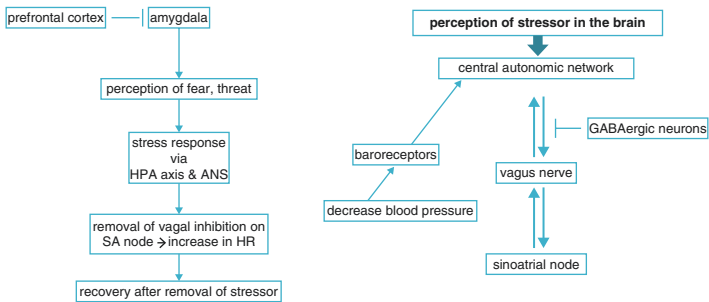 prefrontal cortex
amygdala
perception of fear, threat
stress response
via
HPA axis & ANS
removal of vagal inhibition on
SA node → increase in HR
recovery after removal of stressor
perception of stressor in the brain
central autonomic network
GABAergic neurons
baroreceptors
vagus nerve
decrease blood pressure
sinoatrial node